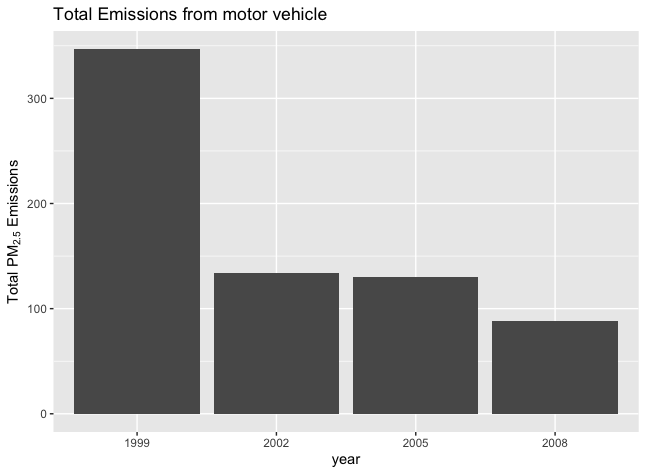 Total Emissions from motor vehicle
Total PM₂.₅ Emissions
300
200
100
0
1999 2002 2005 2008
year